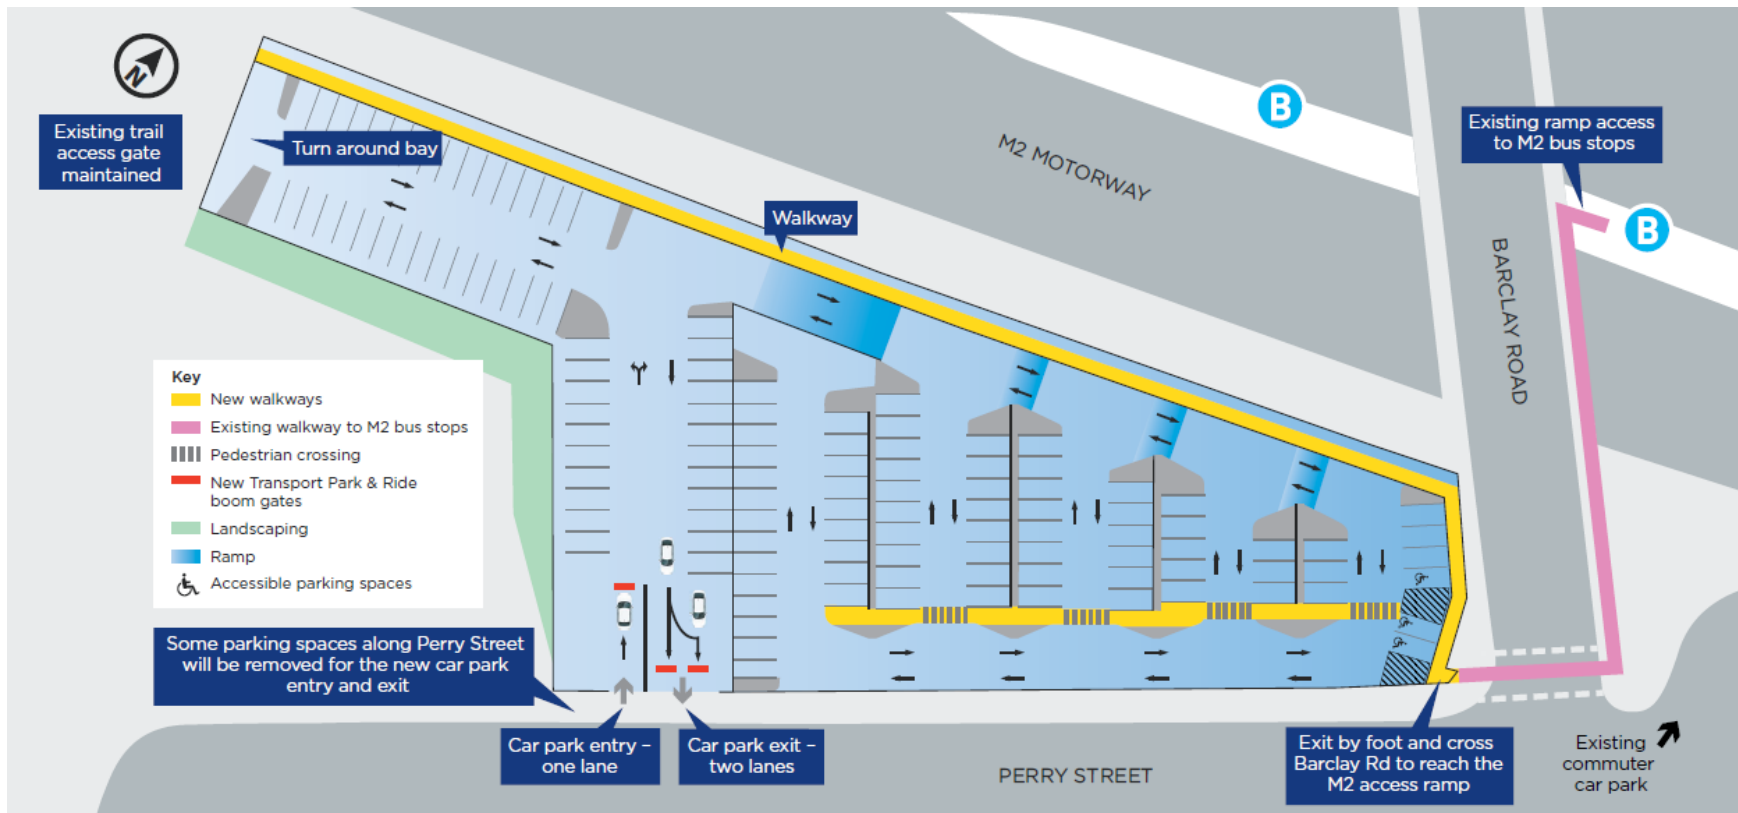 N
Existing trail
access gate
maintained
Turn around bay
Walkway
M2 MOTORWAY
B
Existing ramp access
to M2 bus stops
B
BARCLAY ROAD
Key
New walkways
Existing walkway to M2 bus stops
Pedestrian crossing
New Transport Park & Ride
boom gates
Landscaping
Ramp
Accessible parking spaces
Some parking spaces along Perry Street
will be removed for the new car park
entry and exit
Car park entry –
one lane
Car park exit –
two lanes
PERRY STREET
Exit by foot and cross
Barclay Rd to reach the
M2 access ramp
Existing
commuter
car park